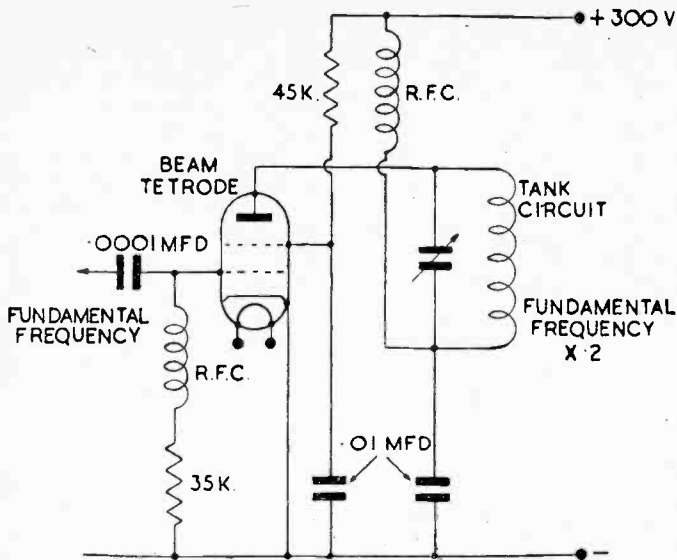 + 300 V
45K.
R.F.C.
BEAM
TETRODE
TANK
CIRCUIT
·0001 MFD
FUNDAMENTAL
FREQUENCY
FUNDAMENTAL
FREQUENCY
X·2
R.F.C.
·01 MFD
35K.
–